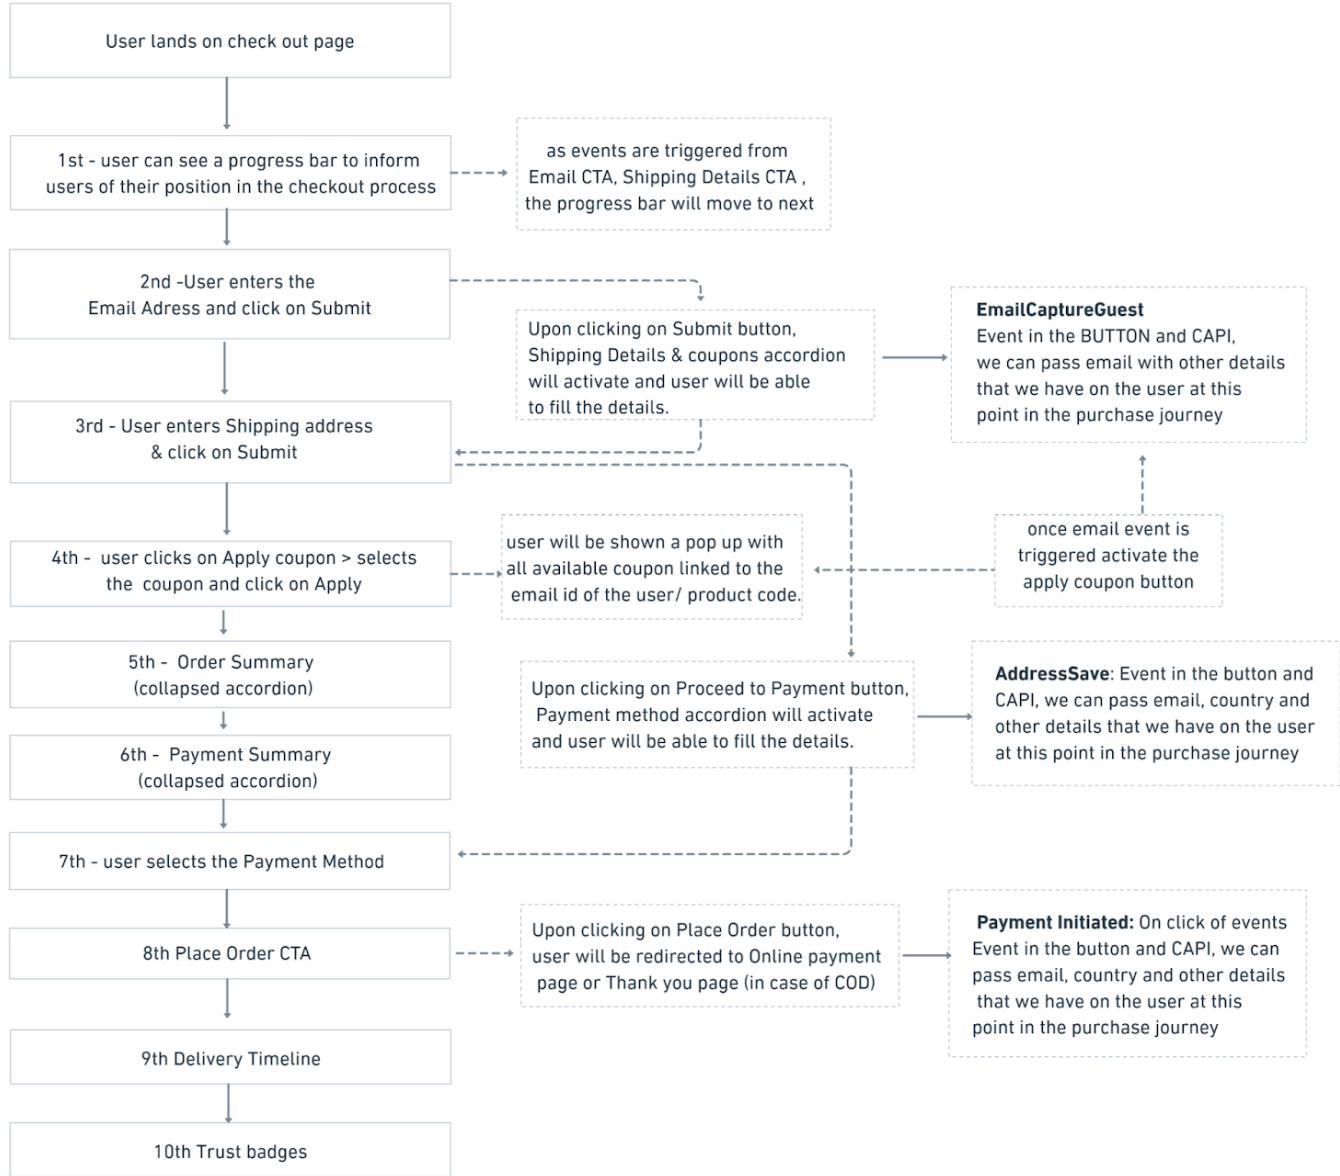 User lands on check out page
1st - user can see a progress bar to inform
users of their position in the checkout process
as events are triggered from
Email CTA, Shipping Details CTA ,
the progress bar will move to next
2nd -User enters the
Email Adress and click on Submit
Upon clicking on Submit button,
Shipping Details & coupons accordion
will activate and user will be able
to fill the details.
EmailCaptureGuest
Event in the BUTTON and CAPI,
we can pass email with other details
that we have on the user at this
point in the purchase journey
3rd - User enters Shipping address
& click on Submit
4th - user clicks on Apply coupon > selects
the coupon and click on Apply
user will be shown a pop up with
all available coupon linked to the
email id of the user/ product code.
once email event is
triggered activate the
apply coupon button
5th - Order Summary
(collapsed accordion)
Upon clicking on Proceed to Payment button,
Payment method accordion will activate
and user will be able to fill the details.
AddressSave: Event in the button and
CAPI, we can pass email, country and
other details that we have on the user
at this point in the purchase journey
6th - Payment Summary
(collapsed accordion)
7th - user selects the Payment Method
8th Place Order CTA
Upon clicking on Place Order button,
user will be redirected to Online payment
page or Thank you page (in case of COD)
Payment Initiated: On click of events
Event in the button and CAPI, we can
pass email, country and other details
that we have on the user at this
point in the purchase journey
9th Delivery Timeline
10th Trust badges